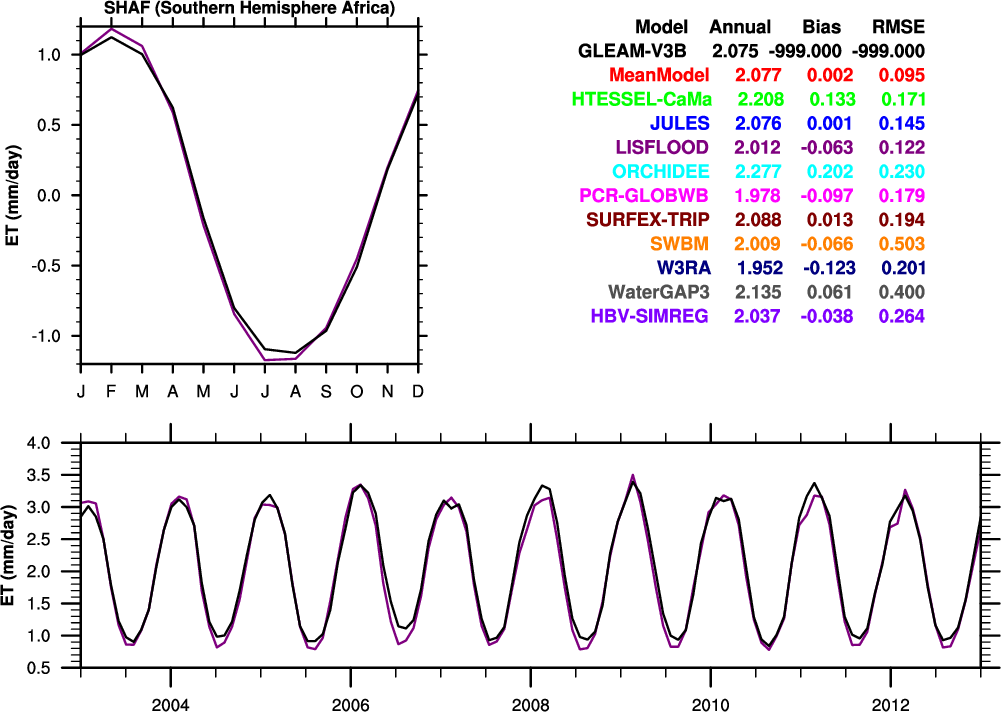 SHAF (Southern Hemisphere Africa)
ET (mm/day)
1.0
0.5
0.0
-0.5
-1.0
J F M A M J J A S O N D
Model Annual Bias RMSE
GLEAM-V3B 2.075 -999.000 -999.000
MeanModel 2.077 0.002 0.095
HTESSEL-CaMa 2.208 0.133 0.171
JULES 2.076 0.001 0.145
LISFLOOD 2.012 -0.063 0.122
ORCHIDEE 2.277 0.202 0.230
PCR-GLOBWB 1.978 -0.097 0.179
SURFEX-TRIP 2.088 0.013 0.194
SWBM 2.009 -0.066 0.503
W3RA 1.952 -0.123 0.201
WaterGAP3 2.135 0.061 0.400
HBV-SIMREG 2.037 -0.038 0.264
ET (mm/day)
4.0
3.5
3.0
2.5
2.0
1.5
1.0
0.5
2004 2006 2008 2010 2012